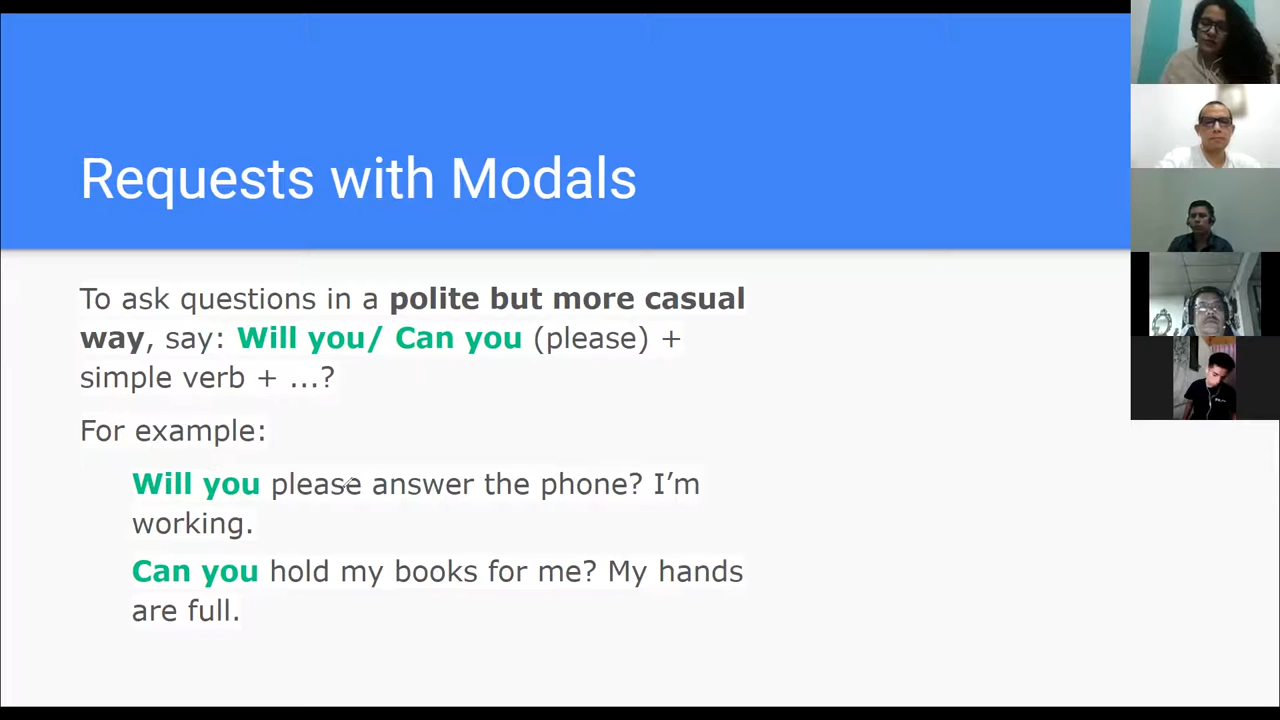 Requests with Modals
To ask questions in a polite but more casual
way, say: Will you/ Can you (please) +
simple verb + ...?
For example:
Will you please answer the phone? I’m
working.
Can you hold my books for me? My hands
are full.